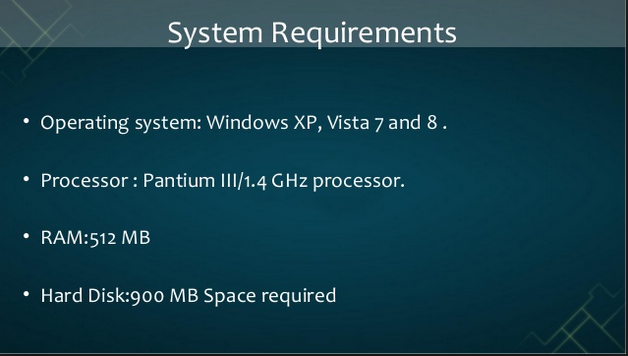 System Requirements
• Operating system: Windows XP, Vista 7 and 8 .
• Processor : Pantium III/1.4 GHz processor.
• RAM:512 MB
• Hard Disk:900 MB Space required